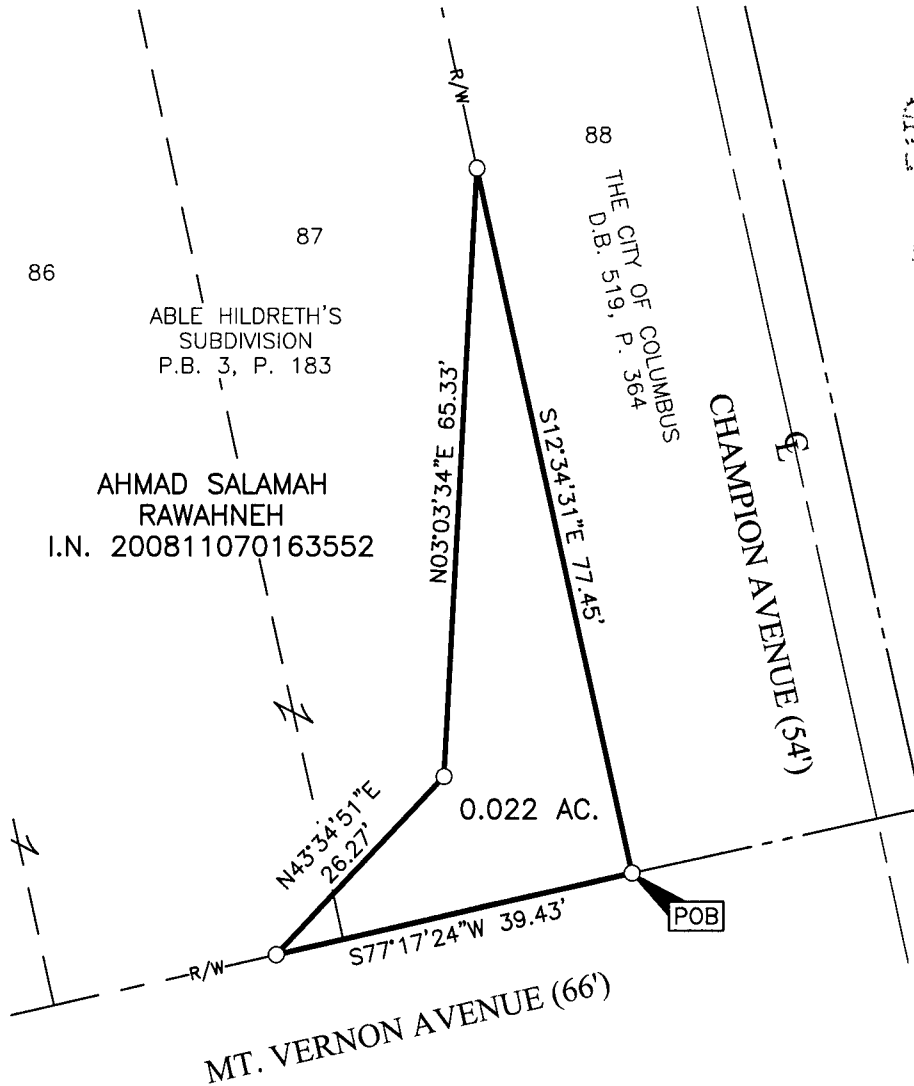 R/W
88
THE CITY OF COLUMBUS
D.B. 519, P. 364
87
86
ABLE HILDRETH'S
SUBDIVISION
P.B. 3, P. 183
N03°03'34"E 65.33'
S12°34'31"E 77.45'
CHAMPION AVENUE (54')
AHMAD SALAMAH
RAWAHNEH
I.N. 200811070163552
N43°34'51"E
26.27'
0.022 AC.
S77°17'24"W 39.43'
POB
R/W
MT. VERNON AVENUE (66')